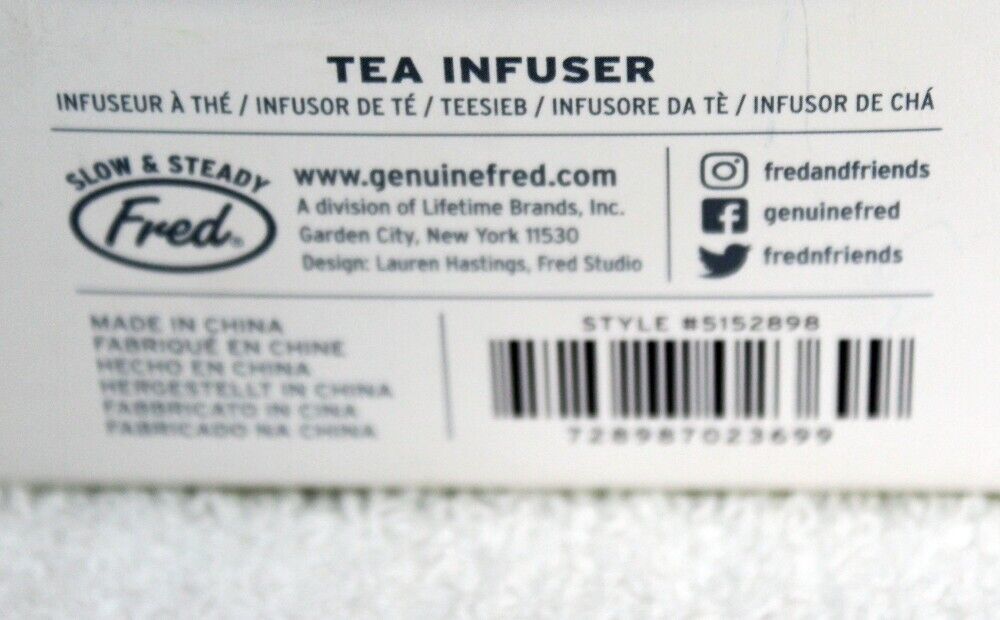 TEA INFUSER
INFUSEUR À THÉ / INFUSOR DE TÉ / TEESIEB / INFUSORE DA TÈ / INFUSOR DE CHÁ
SLOW & STEADY
Fred
www.genuinefred.com
A division of Lifetime Brands, Inc.
Garden City, New York 11530
Design: Lauren Hastings, Fred Studio
fredandfriends
genuinefred
frednfriends
MADE IN CHINA
FABRIQUÉ EN CHINE
HECHO EN CHINA
HERGESTELLT IN CHINA
FABBRICATO IN CINA
FABRICADO NA CHINA
STYLE #5152898
728987023699